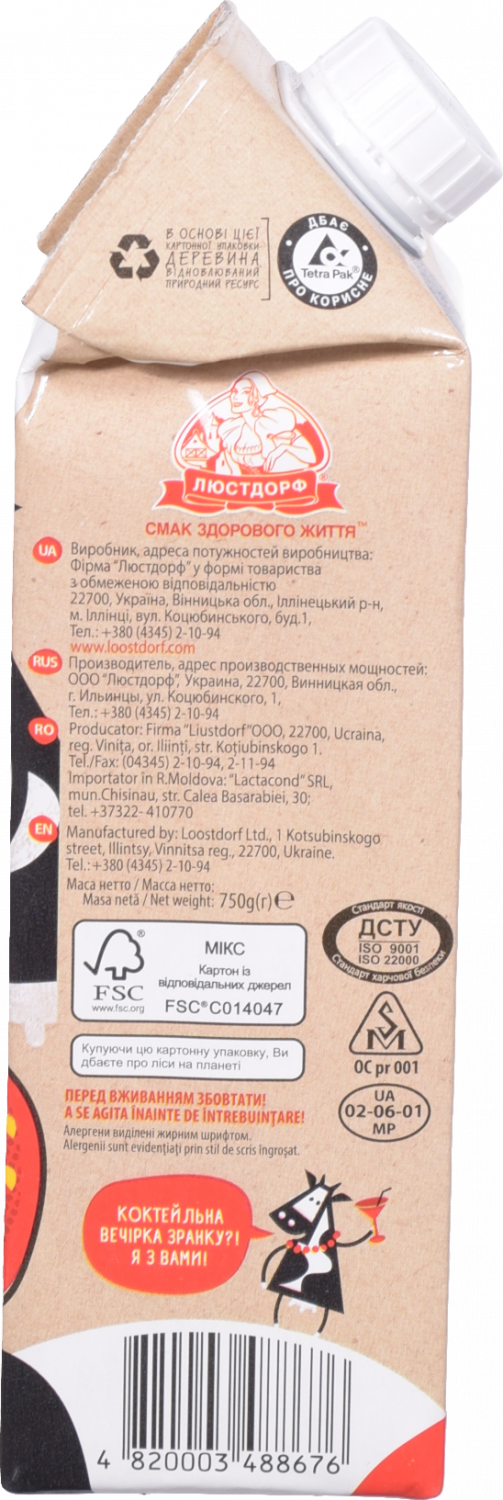 В ОСНОВІ ЦІЄЇ
КАРТОННОЇ УПАКОВКИ-
ДЕРЕВИНА
ВІДНОВЛЮВАНИЙ
ПРИРОДНИЙ РЕСУРС
ДБАЄ
Tetra Pak®
ПРО КОРИСНЕ
ЛЮСТДОРФ®
СМАК ЗДОРОВОГО ЖИТТЯ™
UA Виробник, адреса потужностей виробництва:
Фірма "Люстдорф" у формі товариства
з обмеженою відповідальністю
22700, Україна, Вінницька обл., Іллінецький р-н,
м. Іллінці, вул. Коцюбинського, буд.1,
Тел.: +380 (4345) 2-10-94
www.loostdorf.com
RUS Производитель, адрес производственных мощностей:
ООО "Люстдорф", Украина, 22700, Винницкая обл.,
г. Ильинцы, ул. Коцюбинского, 1,
Тел.: +380 (4345) 2-10-94
RO Producator: Firma "Liustdorf"OOO, 22700, Ucraina,
reg. Vinița, or. Iliinți, str. Koțiubinskogo 1.
Tel./Fax: (04345) 2-10-94, 2-11-94
Importator în R.Moldova: "Lactacond" SRL,
mun.Chisinau, str. Calea Basarabiei, 30;
tel. +37322- 410770
EN Manufactured by: Loostdorf Ltd., 1 Kotsubinskogo
street, Illintsy, Vinnitsa reg., 22700, Ukraine.
Tel.: +380 (4345) 2-10-94
Маса нетто / Масса нетто:
Masa netă / Net weight: 750g(г) ℮
FSC®
www.fsc.org
МІКС
Картон із
відповідальних джерел
FSC® C014047
Стандарт якості
ДСТУ
ISO 9001
ISO 22000
Стандарт харчової безпеки
Купуючи цю картонну упаковку, Ви
дбаєте про ліси на планеті
SM
OC pr 001
UA
02-06-01
MP
ПЕРЕД ВЖИВАННЯМ ЗБОВТАТИ!
A SE AGITA ÎNAINTE DE ÎNTREBUINȚARE!
Алергени виділені жирним шрифтом.
Alergenii sunt evidențiați prin stil de scris îngroșat.
КОКТЕЙЛЬНА
ВЕЧІРКА ЗРАНКУ?!
Я З ВАМИ!
4 820003 488676